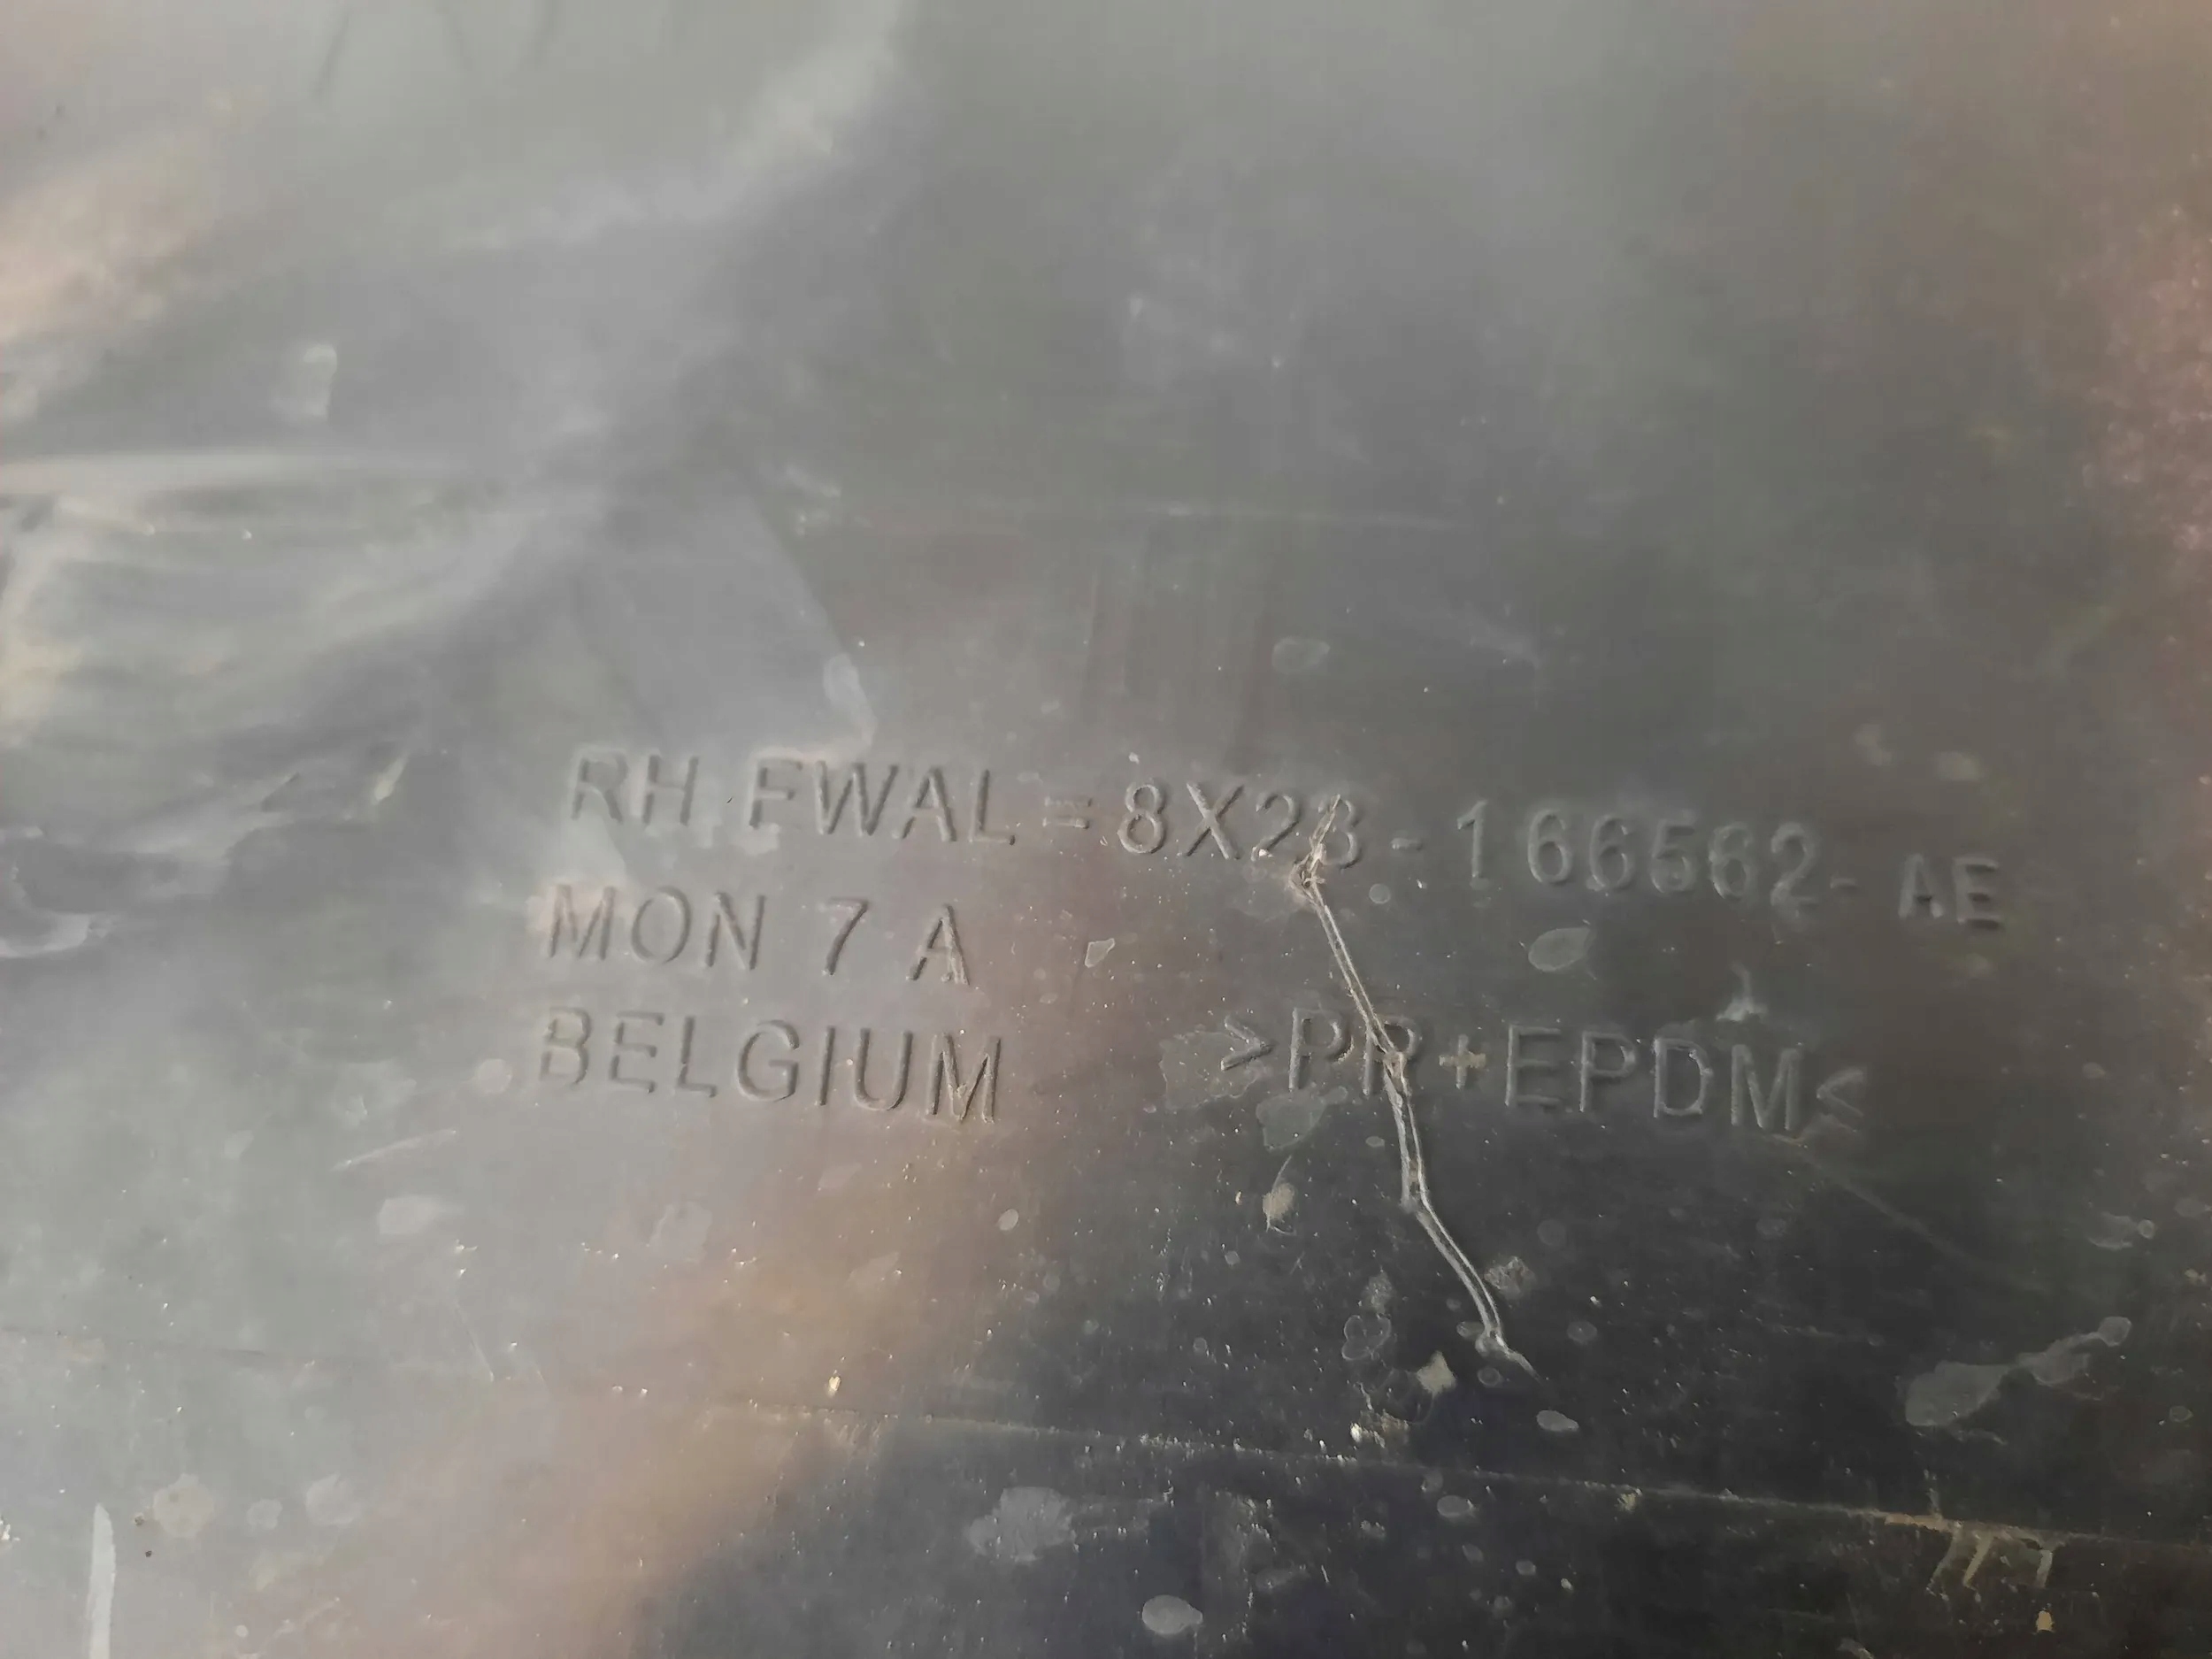 RH FWAL = 8X23 - 166562 - AE
MON 7 A
BELGIUM >PP+EPDM<